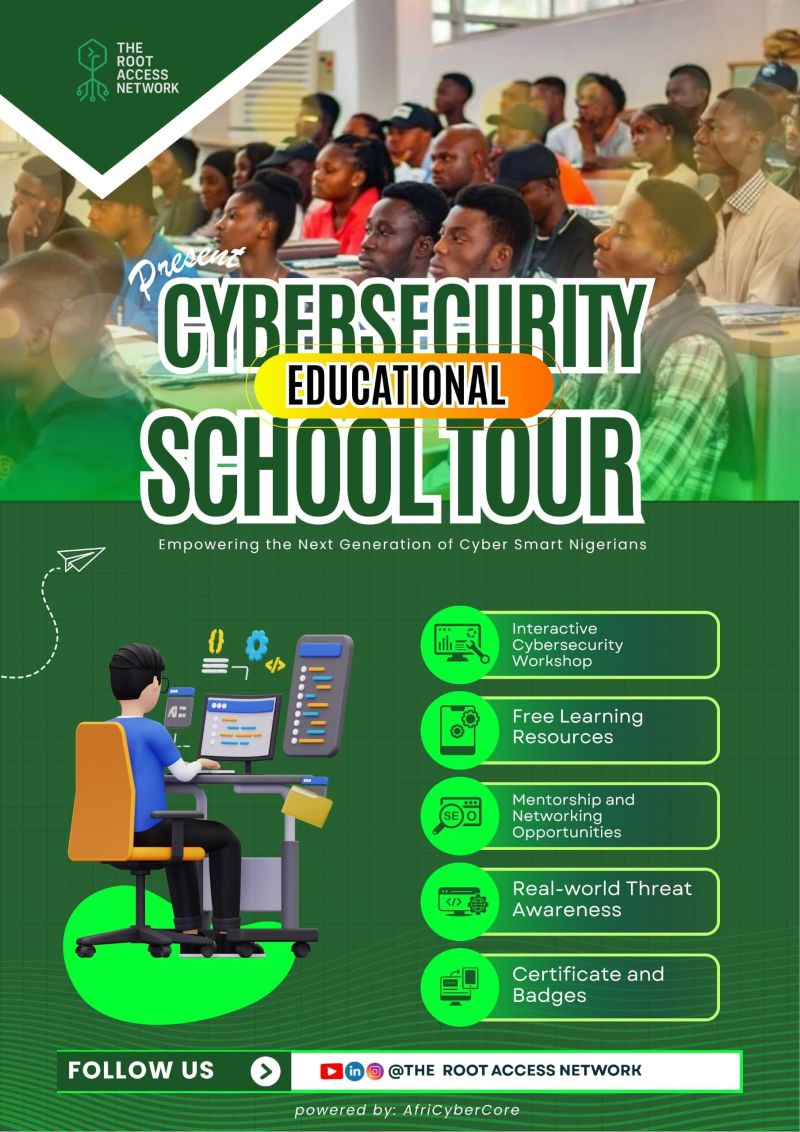 THE
ROOT
ACCESS
NETWORK
Present
CYBERSECURITY
EDUCATIONAL
SCHOOL TOUR
Empowering the Next Generation of Cyber Smart Nigerians
Interactive
Cybersecurity
Workshop
Free Learning
Resources
SEO
Mentorship and
Networking
Opportunities
</>
Real-world Threat
Awareness
Certificate and
Badges
FOLLOW US
in @THE ROOT ACCESS NETWORK
powered by: AfriCyberCore